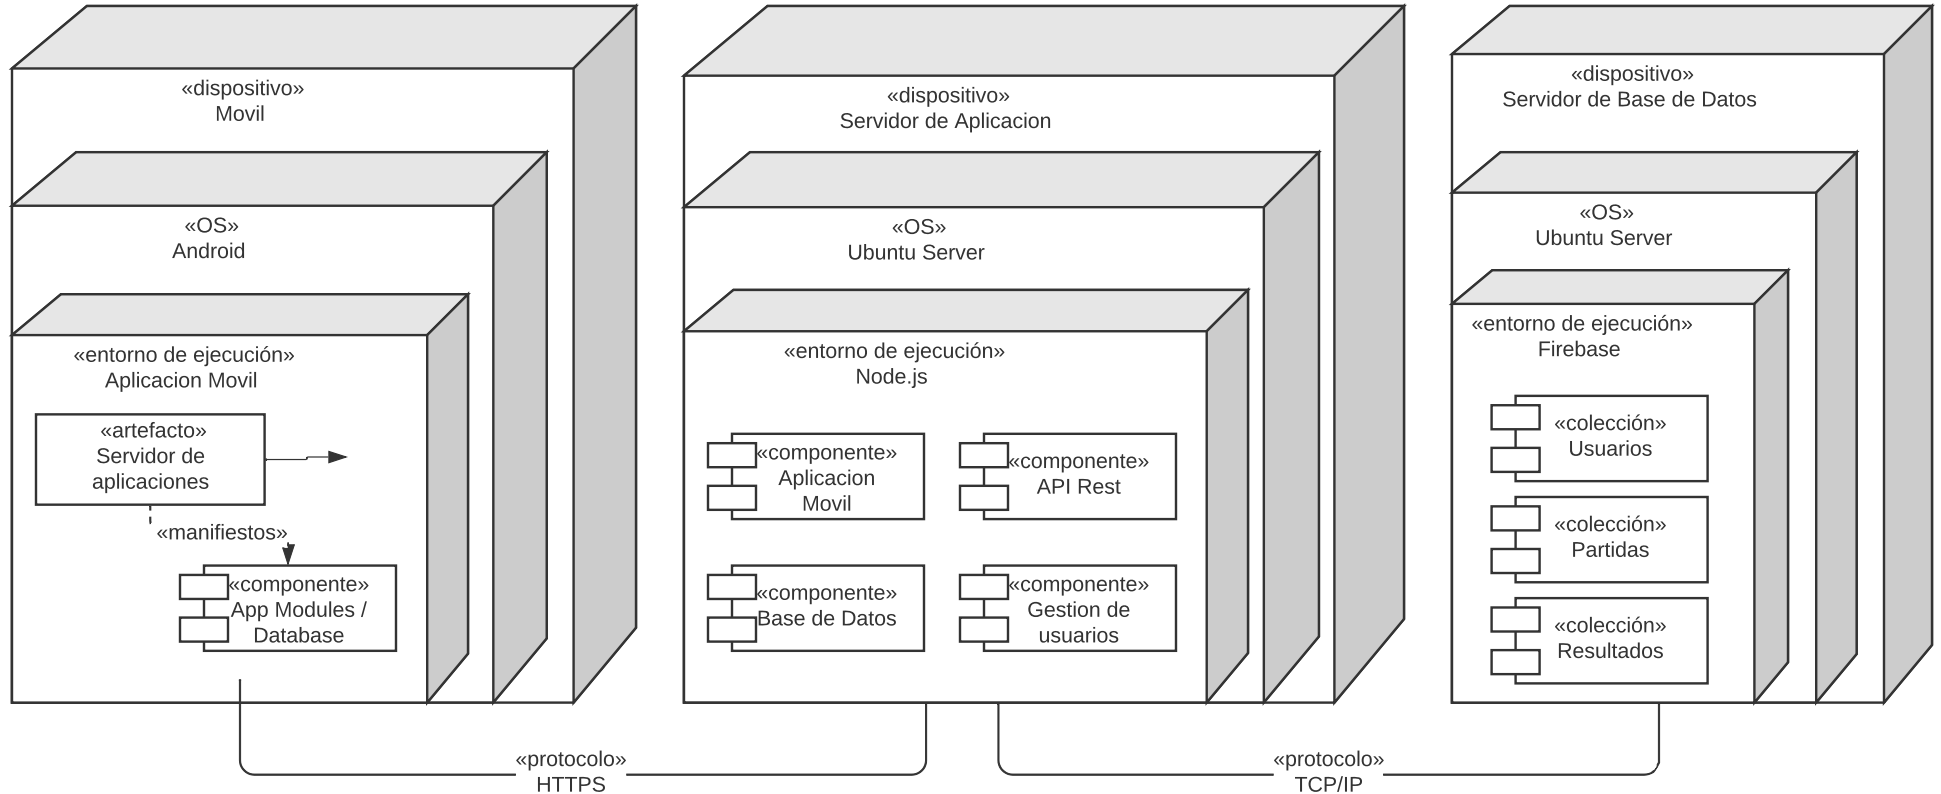 «dispositivo»
Movil
«OS»
Android
«entorno de ejecución»
Aplicacion Movil
«artefacto»
Servidor de
aplicaciones
«manifiestos»
«componente»
App Modules /
Database
«dispositivo»
Servidor de Aplicacion
«OS»
Ubuntu Server
«entorno de ejecución»
Node.js
«componente»
Aplicacion
Movil
«componente»
API Rest
«componente»
Base de Datos
«componente»
Gestion de
usuarios
«dispositivo»
Servidor de Base de Datos
«OS»
Ubuntu Server
«entorno de ejecución»
Firebase
«colección»
Usuarios
«colección»
Partidas
«colección»
Resultados
«protocolo»
HTTPS
«protocolo»
TCP/IP